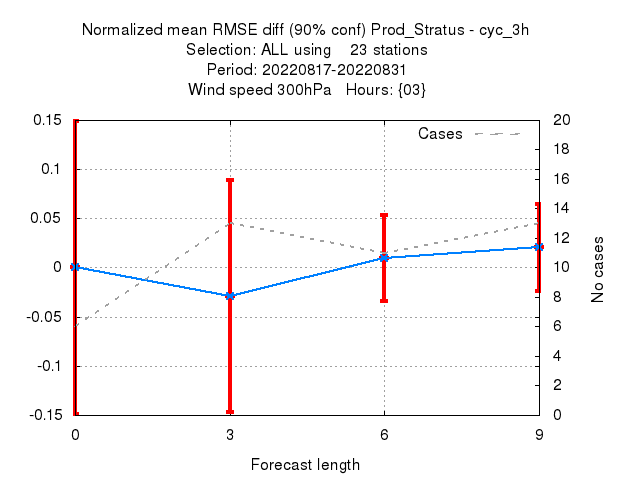 Normalized mean RMSE diff (90% conf) Prod_Stratus - cyc_3h
Selection: ALL using    23 stations
Period: 20220817-20220831
Wind speed 300hPa   Hours: {03}
Cases
0.15
0.1
0.05
0
-0.05
-0.1
-0.15
20
18
16
14
12
10
8
6
4
2
0
No cases
0 3 6 9
Forecast length